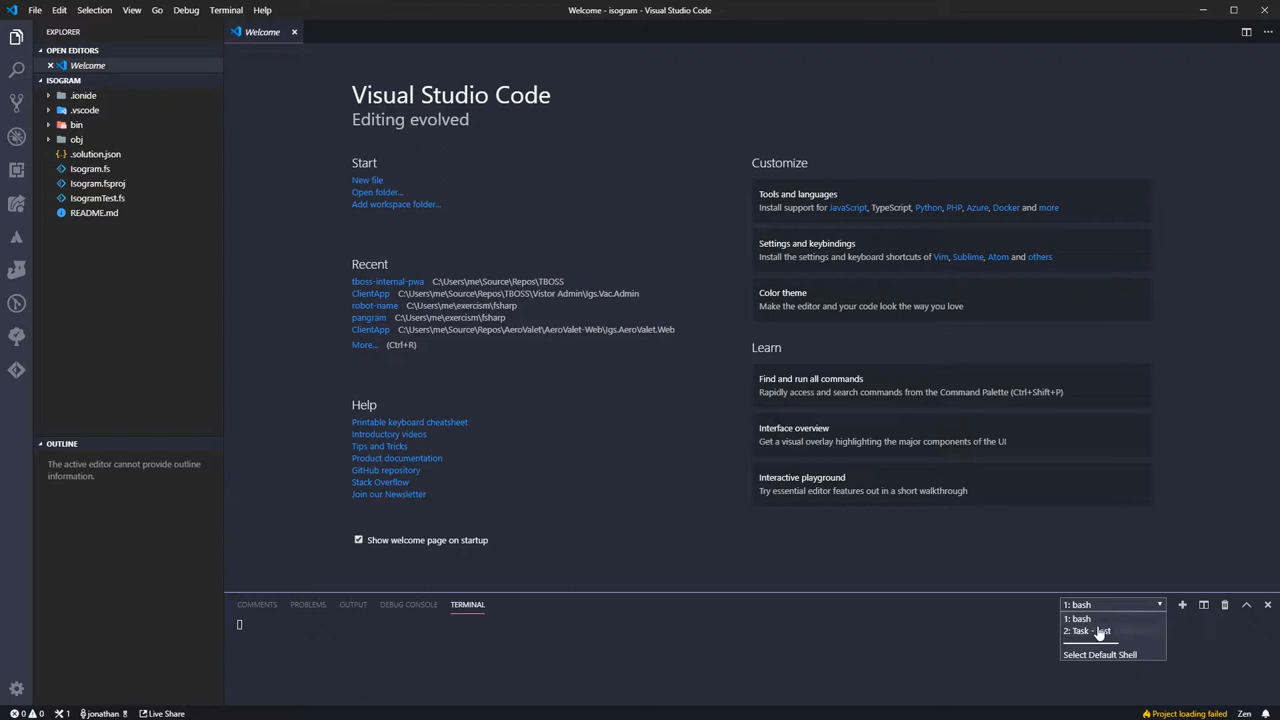 File Edit Selection View Go Debug Terminal Help
Welcome - isogram - Visual Studio Code
EXPLORER
Welcome
OPEN EDITORS
Welcome
ISOGRAM
.ionide
.vscode
bin
obj
.solution.json
Isogram.fs
Isogram.fsproj
IsogramTest.fs
README.md
OUTLINE
The active editor cannot provide outline
information.
Visual Studio Code
Editing evolved
Start
New file
Open folder...
Add workspace folder...
Recent
tboss-internal-pwa C:\Users\me\Source\Repos\TBOSS
ClientApp C:\Users\me\Source\Repos\TBOSS\Vistor Admin\Igs.Vac.Admin
robot-name C:\Users\me\exercism\fsharp
pangram C:\Users\me\exercism\fsharp
ClientApp C:\Users\me\Source\Repos\AeroValet\AeroValet-Web\Igs.AeroValet.Web
More... (Ctrl+R)
Help
Printable keyboard cheatsheet
Introductory videos
Tips and Tricks
Product documentation
GitHub repository
Stack Overflow
Join our Newsletter
Show welcome page on startup
Customize
Tools and languages
Install support for JavaScript, TypeScript, Python, PHP, Azure, Docker and more
Settings and keybindings
Install the settings and keyboard shortcuts of Vim, Sublime, Atom and others
Color theme
Make the editor and your code look the way you love
Learn
Find and run all commands
Rapidly access and search commands from the Command Palette (Ctrl+Shift+P)
Interface overview
Get a visual overlay highlighting the major components of the UI
Interactive playground
Try essential editor features out in a short walkthrough
COMMENTS PROBLEMS OUTPUT DEBUG CONSOLE TERMINAL
1: bash
1: bash
2: Task -
Select Default Shell
0 0 1 jonathan Live Share
Project loading failed Zen